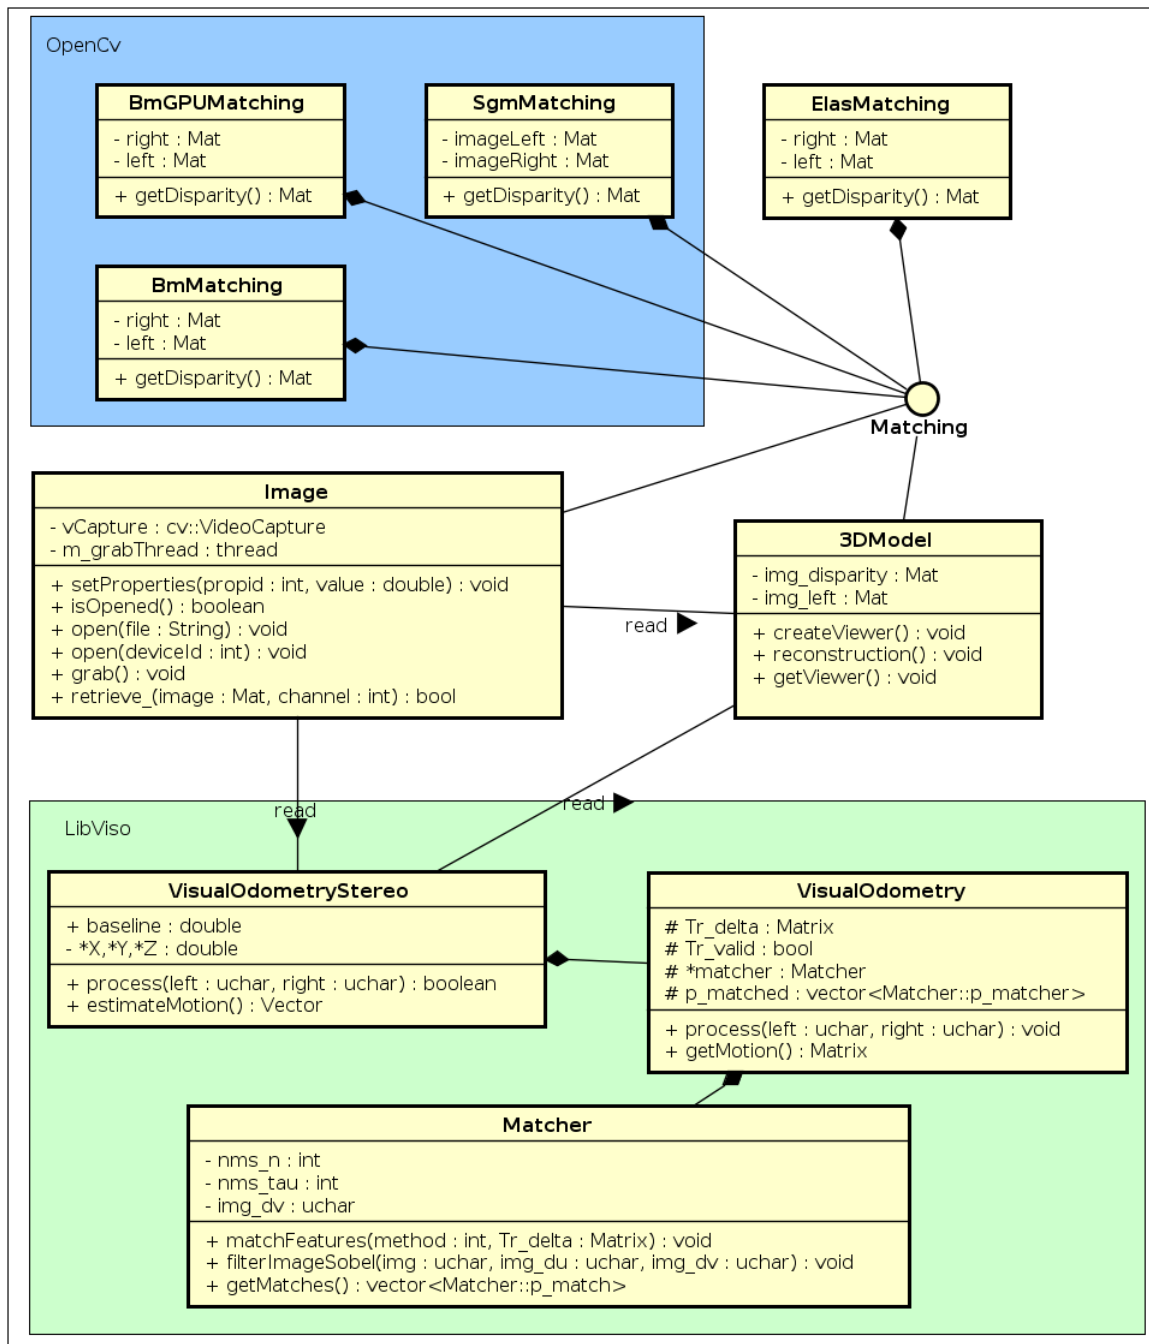 OpenCv
BmGPUMatching
- right : Mat
- left : Mat
+ getDisparity() : Mat
SgmMatching
- imageLeft : Mat
- imageRight : Mat
+ getDisparity() : Mat
ElasMatching
- right : Mat
- left : Mat
+ getDisparity() : Mat
BmMatching
- right : Mat
- left : Mat
+ getDisparity() : Mat
Matching
Image
- vCapture : cv::VideoCapture
- m_grabThread : thread
+ setProperties(propid : int, value : double) : void
+ isOpened() : boolean
+ open(file : String) : void
+ open(deviceId : int) : void
+ grab() : void
+ retrieve_(image : Mat, channel : int) : bool
read
3DModel
- img_disparity : Mat
- img_left : Mat
+ createViewer() : void
+ reconstruction() : void
+ getViewer() : void
read
read
LibViso
VisualOdometryStereo
+ baseline : double
- *X,*Y,*Z : double
+ process(left : uchar, right : uchar) : boolean
+ estimateMotion() : Vector
VisualOdometry
# Tr_delta : Matrix
# Tr_valid : bool
# *matcher : Matcher
# p_matched : vector<Matcher::p_matcher>
+ process(left : uchar, right : uchar) : void
+ getMotion() : Matrix
Matcher
- nms_n : int
- nms_tau : int
- img_dv : uchar
+ matchFeatures(method : int, Tr_delta : Matrix) : void
+ filterImageSobel(img : uchar, img_du : uchar, img_dv : uchar) : void
+ getMatches() : vector<Matcher::p_match>